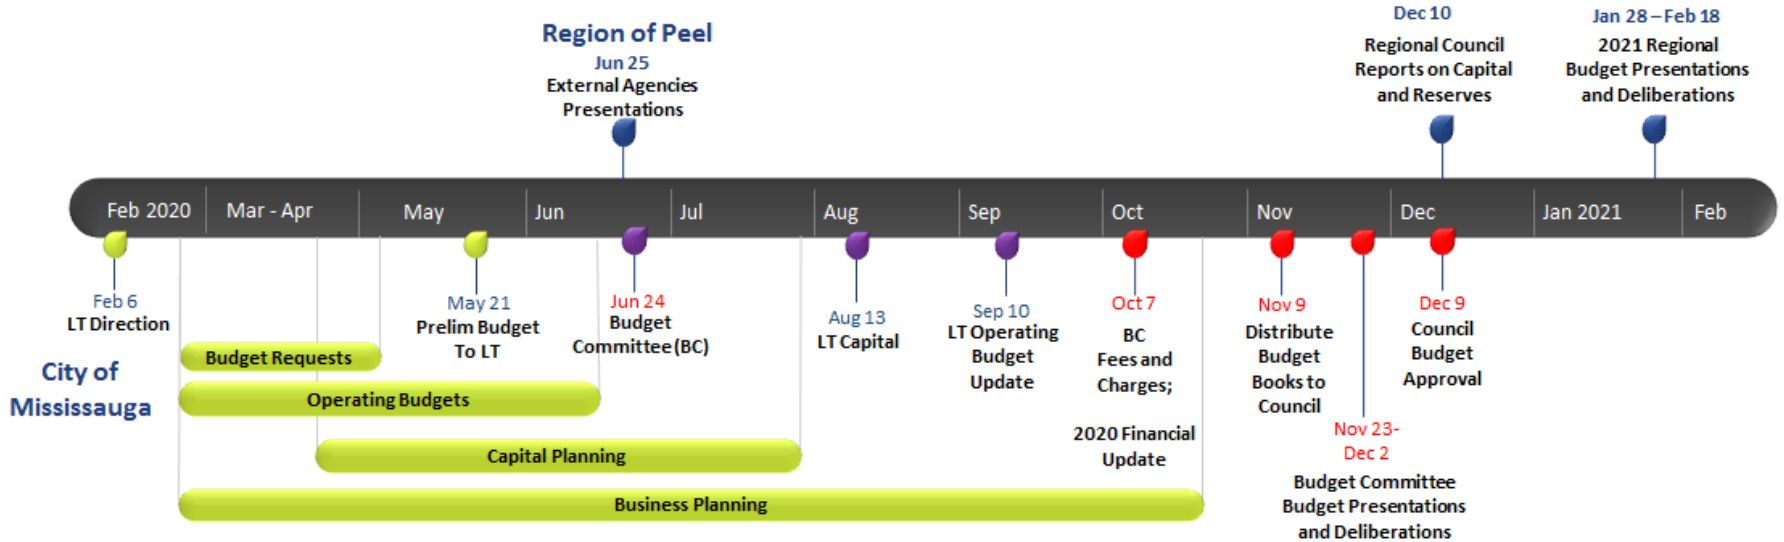 Region of Peel
Jun 25
External Agencies
Presentations
Dec 10
Regional Council
Reports on Capital
and Reserves
Jan 28 – Feb 18
2021 Regional
Budget Presentations
and Deliberations
Feb 2020
Mar - Apr
May
Jun
Jul
Aug
Sep
Oct
Nov
Dec
Jan 2021
Feb
Feb 6
LT Direction
May 21
Prelim Budget
To LT
Jun 24
Budget
Committee (BC)
Aug 13
LT Capital
Sep 10
LT Operating
Budget
Update
Oct 7
BC
Fees and
Charges;
2020 Financial
Update
Nov 9
Distribute
Budget
Books to
Council
Nov 23-
Dec 2
Budget Committee
Budget Presentations
and Deliberations
Dec 9
Council
Budget
Approval
City of
Mississauga
Budget Requests
Operating Budgets
Capital Planning
Business Planning